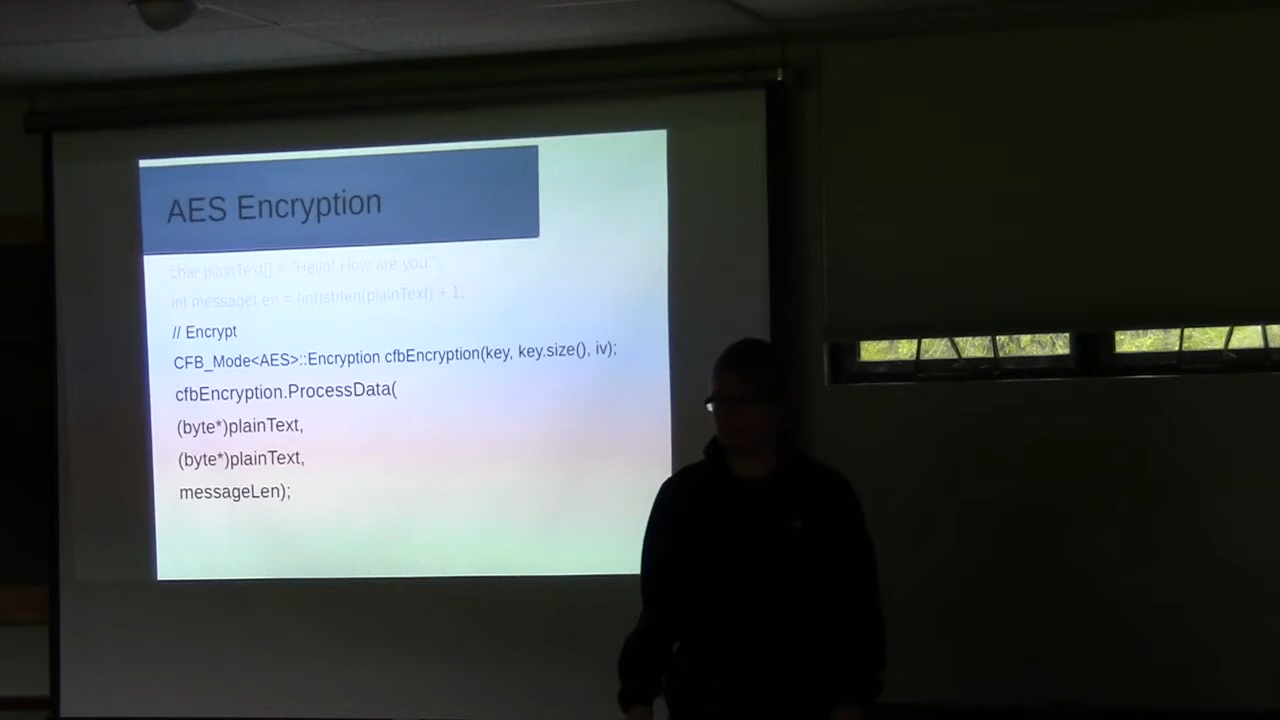 AES Encryption
char plainText[] = "Hello! How are you.";
int messageLen = (int)strlen(plainText) + 1;
// Encrypt
CFB_Mode<AES>::Encryption cfbEncryption(key, key.size(), iv);
cfbEncryption.ProcessData(
(byte*)plainText,
(byte*)plainText,
messageLen);